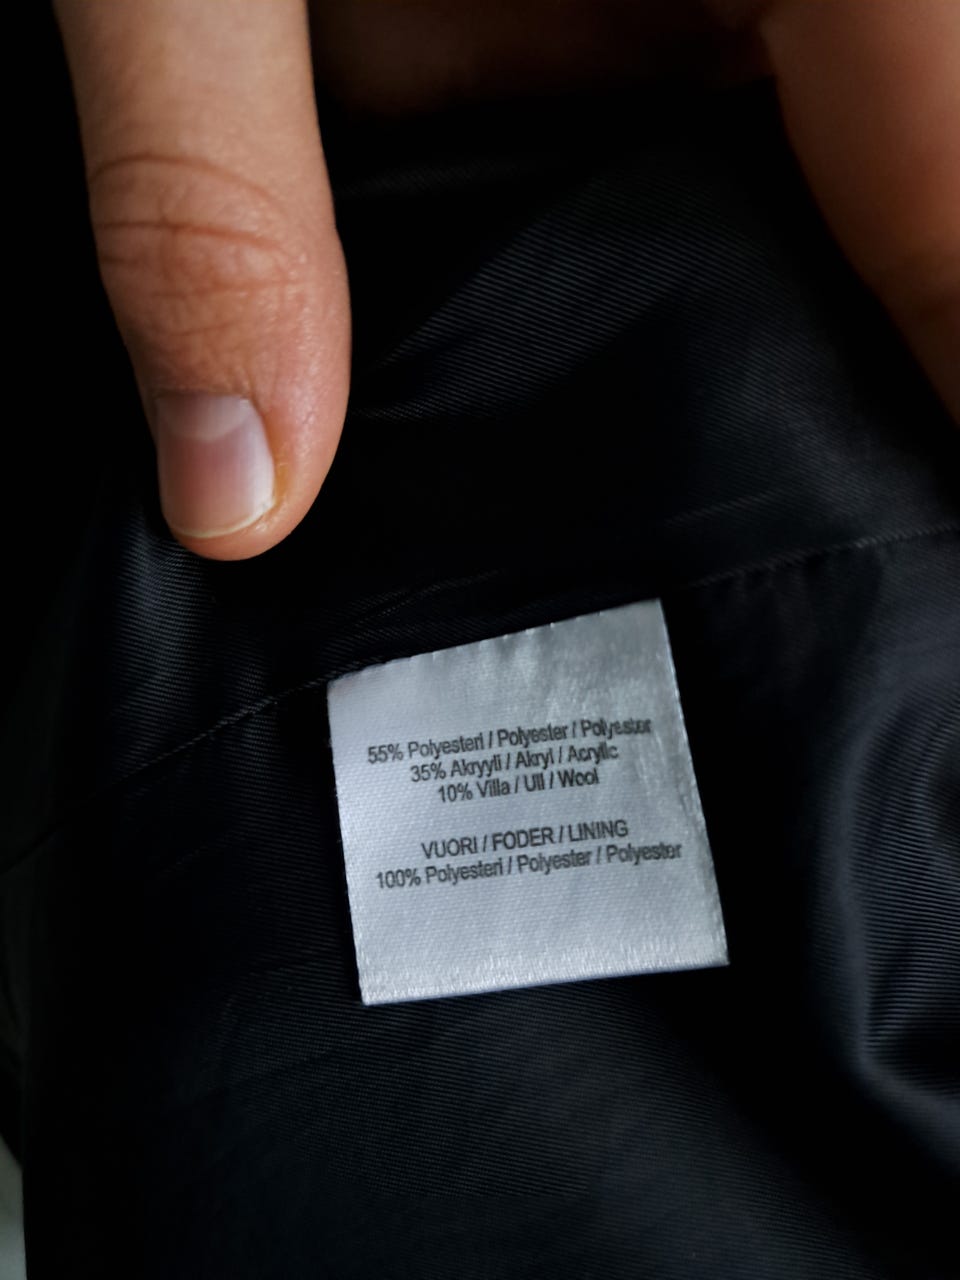 55% Polyesteri / Polyester / Polyester
35% Akryyli / Akryl / Acrylic
10% Villa / Ull / Wool
VUORI / FODER / LINING
100% Polyesteri / Polyester / Polyester